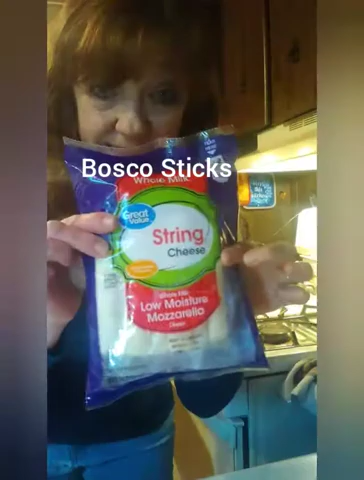 Bosco Sticks
Whole Milk
Great
Value
String
Cheese
Whole Milk
Low Moisture
Mozzarella
Cheese